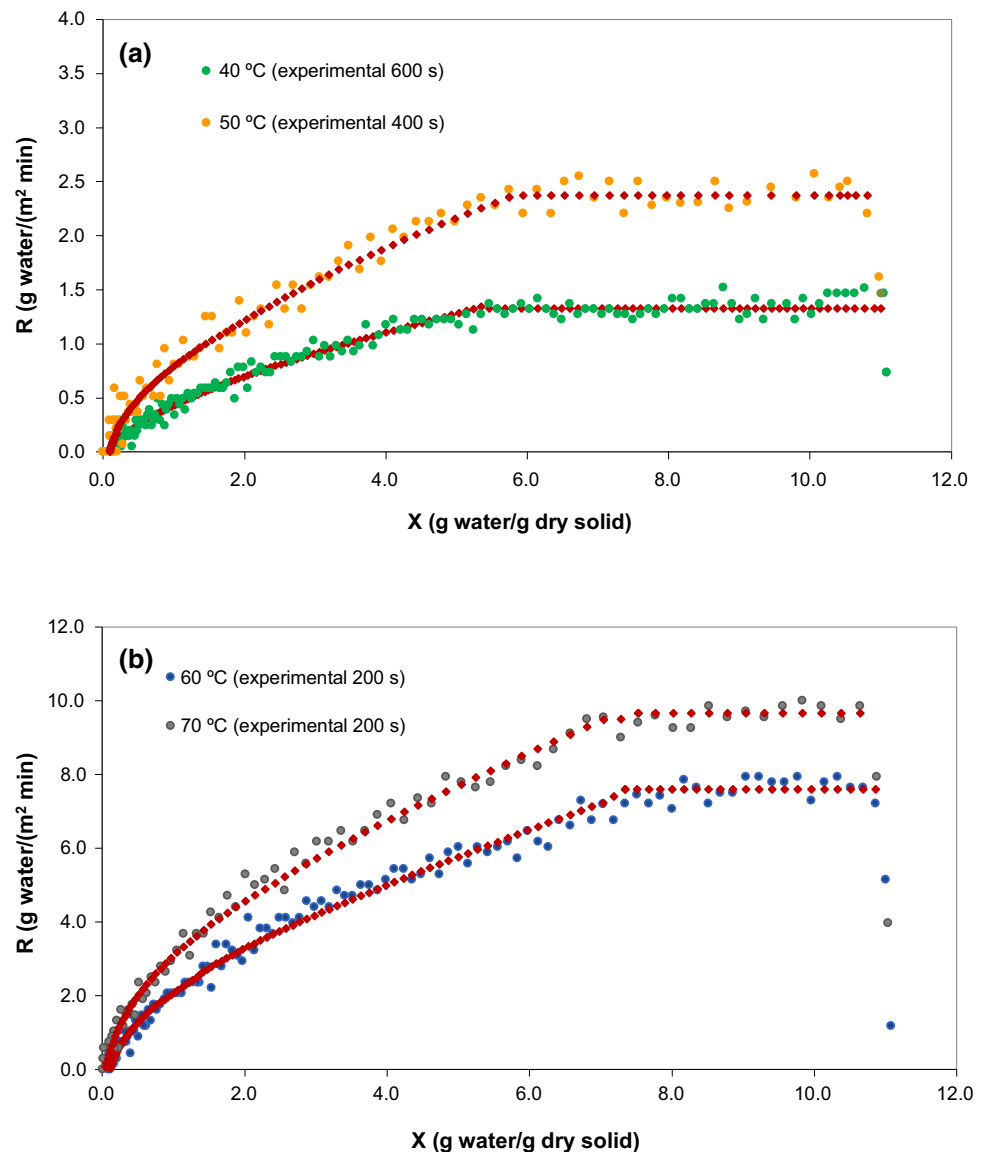 (a)
40 ºC (experimental 600 s)
50 ºC (experimental 400 s)
R (g water/(m² min)
4.0
3.5
3.0
2.5
2.0
1.5
1.0
0.5
0.0
0.0 2.0 4.0 6.0 8.0 10.0 12.0
X (g water/g dry solid)
(b)
60 ºC (experimental 200 s)
70 ºC (experimental 200 s)
R (g water/(m² min)
12.0
10.0
8.0
6.0
4.0
2.0
0.0
0.0 2.0 4.0 6.0 8.0 10.0 12.0
X (g water/g dry solid)